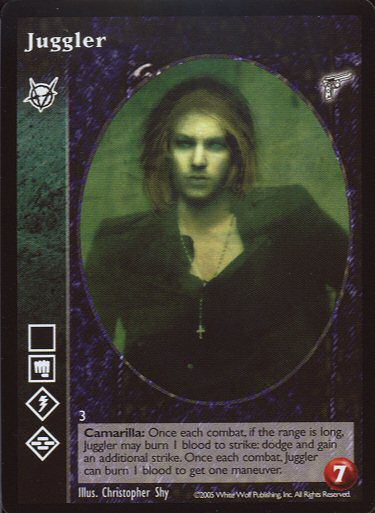 Juggler
3
Camarilla: Once each combat, if the range is long,
Juggler may burn 1 blood to strike: dodge and gain
an additional strike. Once each combat, Juggler
can burn 1 blood to get one maneuver.
7
Illus. Christopher Shy
©2005 White Wolf Publishing, Inc. All Rights Reserved.